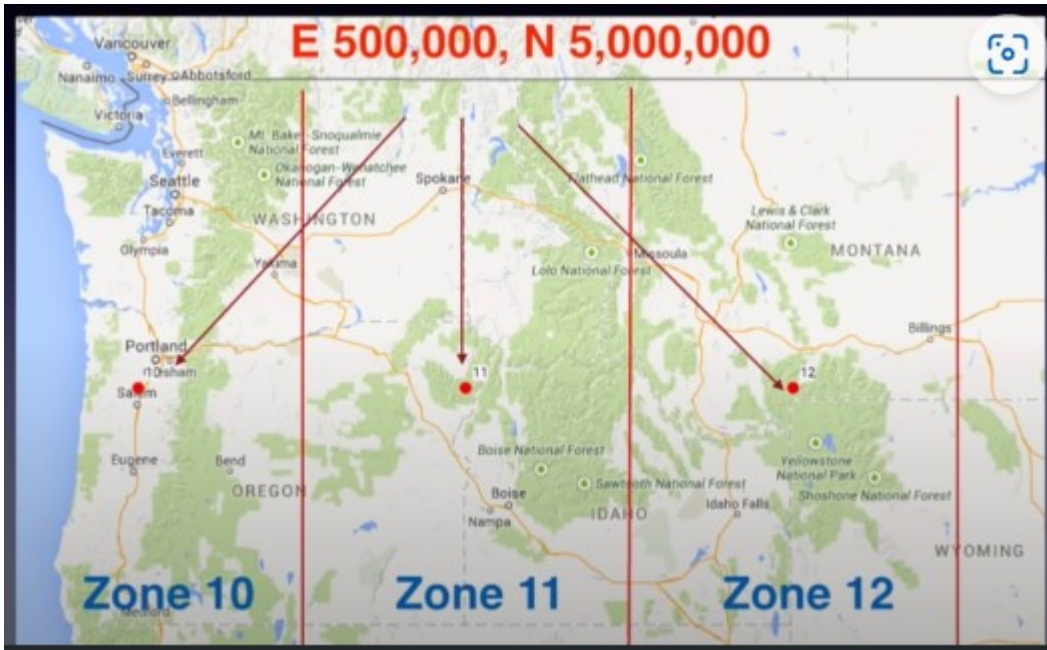 E 500,000, N 5,000,000
Vancouver
Nanaimo
Surrey
Abbotsford
Bellingham
Victoria
Mt. Baker-Snoqualmie
National Forest
Everett
Okanogan-Wenatchee
National Forest
Seattle
Spokane
Flathead National Forest
Tacoma
WASHINGTON
Lewis & Clark
National Forest
Olympia
MONTANA
Yakima
Missoula
Lolo National Forest
Billings
Portland
10
11
12
Salem
Eugene
Bend
Boise National Forest
Yellowstone
National Park
OREGON
Sawtooth National Forest
Shoshone National Forest
Boise
Idaho Falls
Nampa
IDAHO
WYOMING
Zone 10
Zone 11
Zone 12
Medford